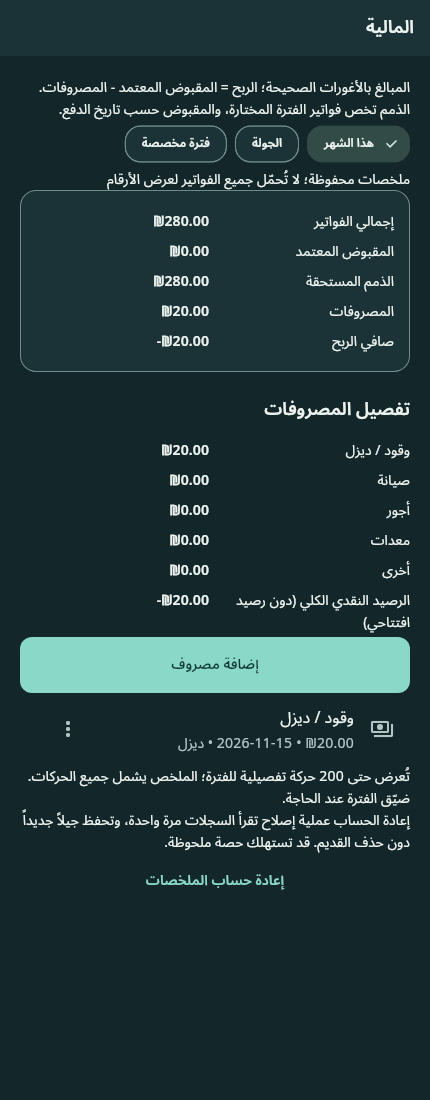 المالية
المبالغ بالأغورات الصحيحة؛ الربح = المقبوض المعتمد - المصروفات.
الذمم تخص فواتير الفترة المختارة، والمقبوض حسب تاريخ الدفع.
هذا الشهر
الجولة
فترة مخصصة
ملخصات محفوظة؛ لا تُحمّل جميع الفواتير لعرض الأرقام
إجمالي الفواتير ₪280.00
المقبوض المعتمد ₪0.00
الذمم المستحقة ₪280.00
المصروفات ₪20.00
صافي الربح -₪20.00
تفصيل المصروفات
وقود / ديزل ₪20.00
صيانة ₪0.00
أجور ₪0.00
معدات ₪0.00
أخرى ₪0.00
الرصيد النقدي الكلي (دون رصيد -₪20.00
افتتاحي)
إضافة مصروف
وقود / ديزل
₪20.00 • 2026-11-15 • ديزل
تُعرض حتى 200 حركة تفصيلية للفترة؛ الملخص يشمل جميع الحركات.
ضيّق الفترة عند الحاجة.
إعادة الحساب عملية إصلاح تقرأ السجلات مرة واحدة، وتحفظ جيلاً جديداً
دون حذف القديم. قد تستهلك حصة ملحوظة.
إعادة حساب الملخصات